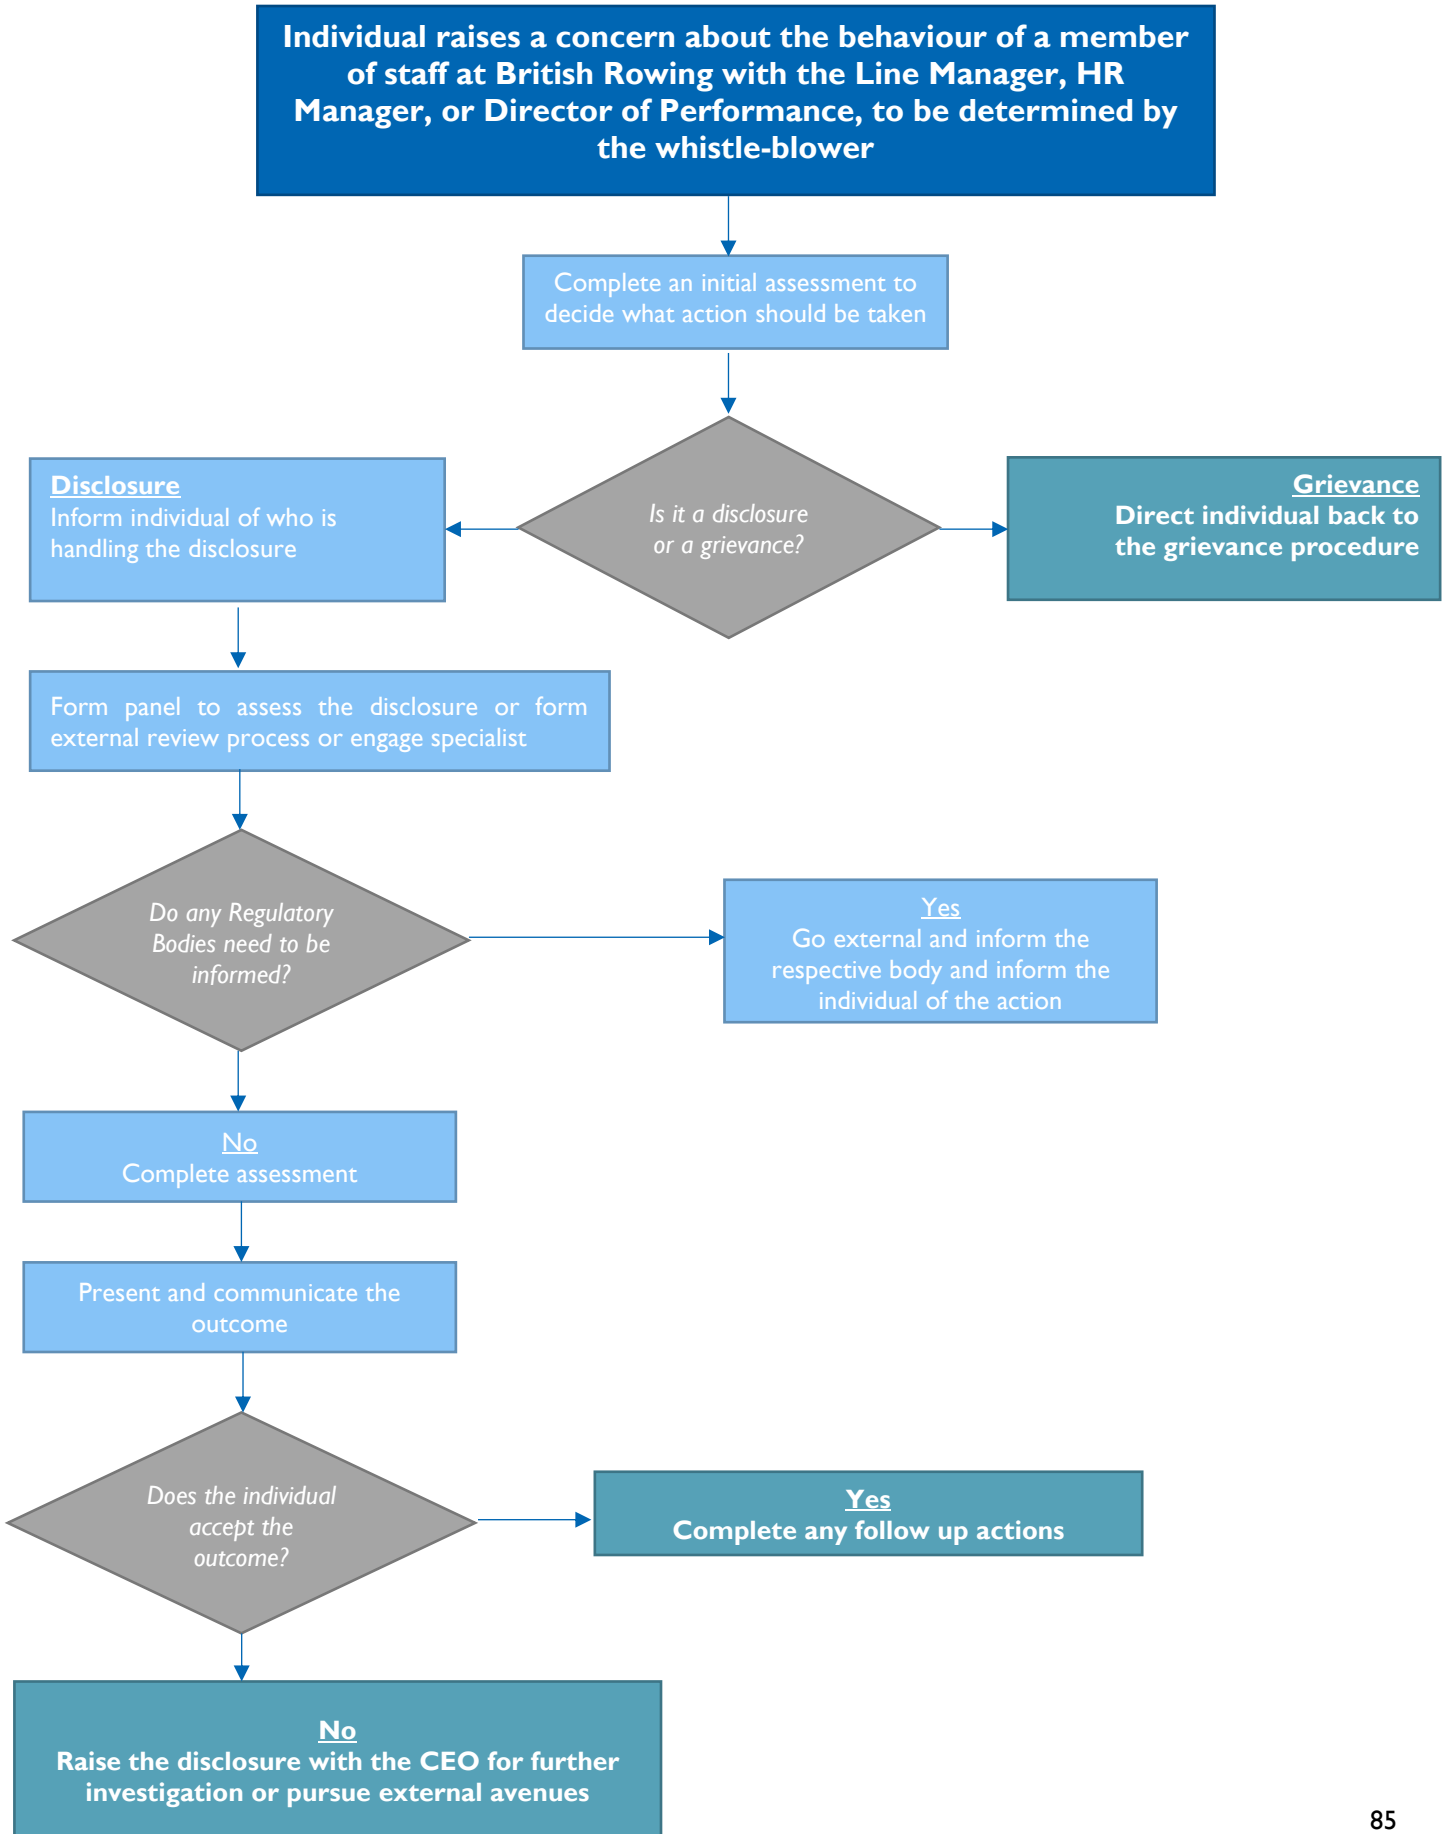 Individual raises a concern about the behaviour of a member
of staff at British Rowing with the Line Manager, HR
Manager, or Director of Performance, to be determined by
the whistle-blower
Complete an initial assessment to
decide what action should be taken
Is it a disclosure
or a grievance?
Disclosure
Inform individual of who is
handling the disclosure
Grievance
Direct individual back to
the grievance procedure
Form panel to assess the disclosure or form
external review process or engage specialist
Do any Regulatory
Bodies need to be
informed?
Yes
Go external and inform the
respective body and inform the
individual of the action
No
Complete assessment
Present and communicate the
outcome
Does the individual
accept the
outcome?
Yes
Complete any follow up actions
No
Raise the disclosure with the CEO for further
investigation or pursue external avenues
85